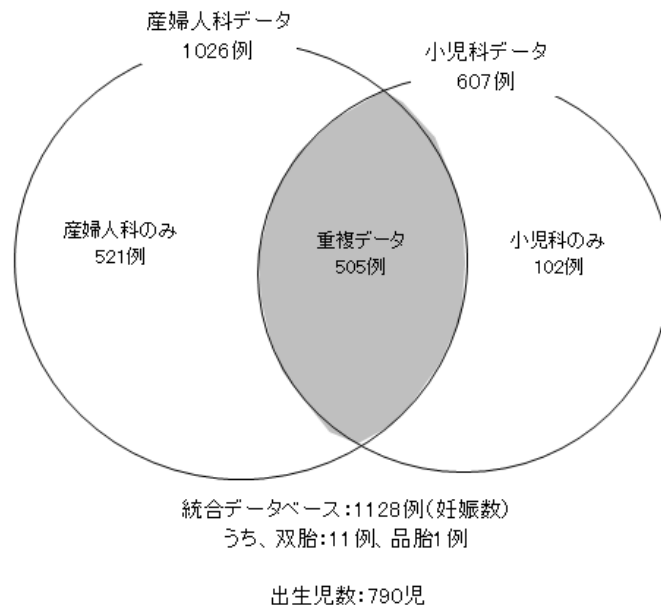 産婦人科データ
1026例
小児科データ
607例
産婦人科のみ
521例
重複データ
505例
小児科のみ
102例
統合データベース:1128例(妊娠数)
うち、双胎:11例、品胎1例
出生児数:790児